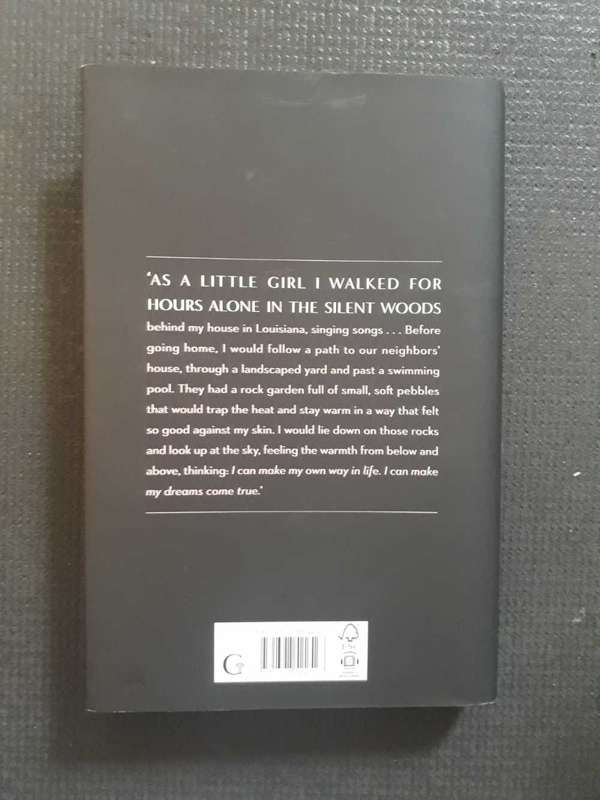 ‘AS A LITTLE GIRL I WALKED FOR
HOURS ALONE IN THE SILENT WOODS
behind my house in Louisiana, singing songs . . . Before
going home, I would follow a path to our neighbors’
house, through a landscaped yard and past a swimming
pool. They had a rock garden full of small, soft pebbles
that would trap the heat and stay warm in a way that felt
so good against my skin. I would lie down on those rocks
and look up at the sky, feeling the warmth from below and
above, thinking: I can make my own way in life. I can make
my dreams come true.’
G
FSC